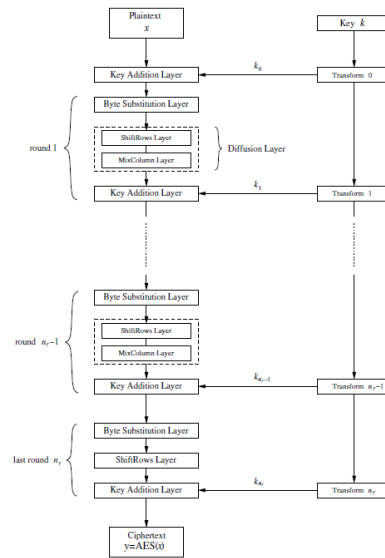 Plaintext
x
Key k
Key Addition Layer
k₀
Transform 0
Byte Substitution Layer
ShiftRows Layer
MixColumn Layer
Diffusion Layer
round 1
Key Addition Layer
k₁
Transform 1
Byte Substitution Layer
ShiftRows Layer
MixColumn Layer
round nᵣ−1
Key Addition Layer
kₙᵣ₋₁
Transform nᵣ−1
Byte Substitution Layer
last round nᵣ
ShiftRows Layer
Key Addition Layer
kₙᵣ
Transform nᵣ
Ciphertext
y=AES(x)